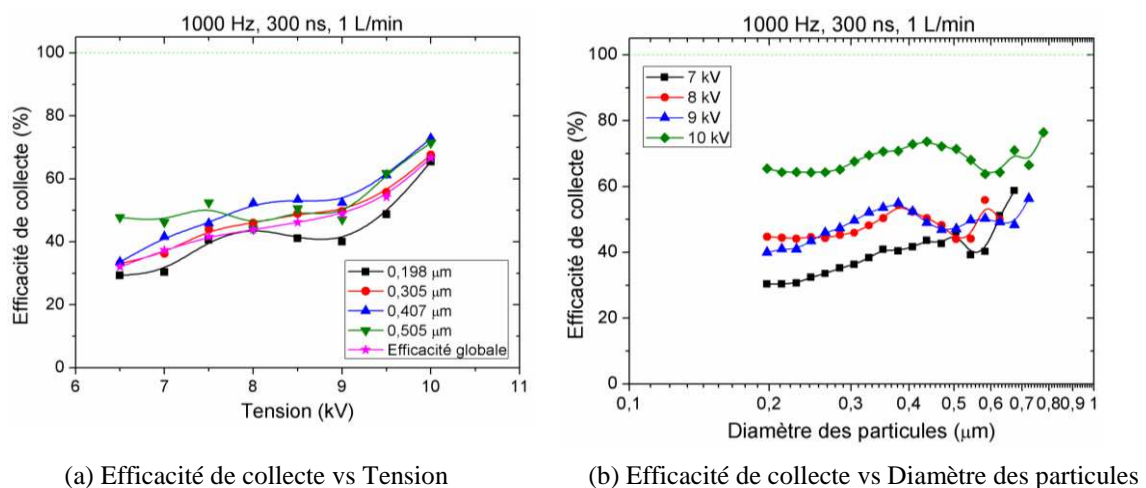 1000 Hz, 300 ns, 1 L/min
Efficacité de collecte (%)
100
80
60
40
20
0
0,198 µm
0,305 µm
0,407 µm
0,505 µm
Efficacité globale
6 7 8 9 10 11
Tension (kV)
(a) Efficacité de collecte vs Tension
1000 Hz, 300 ns, 1 L/min
Efficacité de collecte (%)
100
80
60
40
20
0
7 kV
8 kV
9 kV
10 kV
0,1 0,2 0,3 0,4 0,5 0,6 0,7 0,8 0,9 1
Diamètre des particules (µm)
(b) Efficacité de collecte vs Diamètre des particules